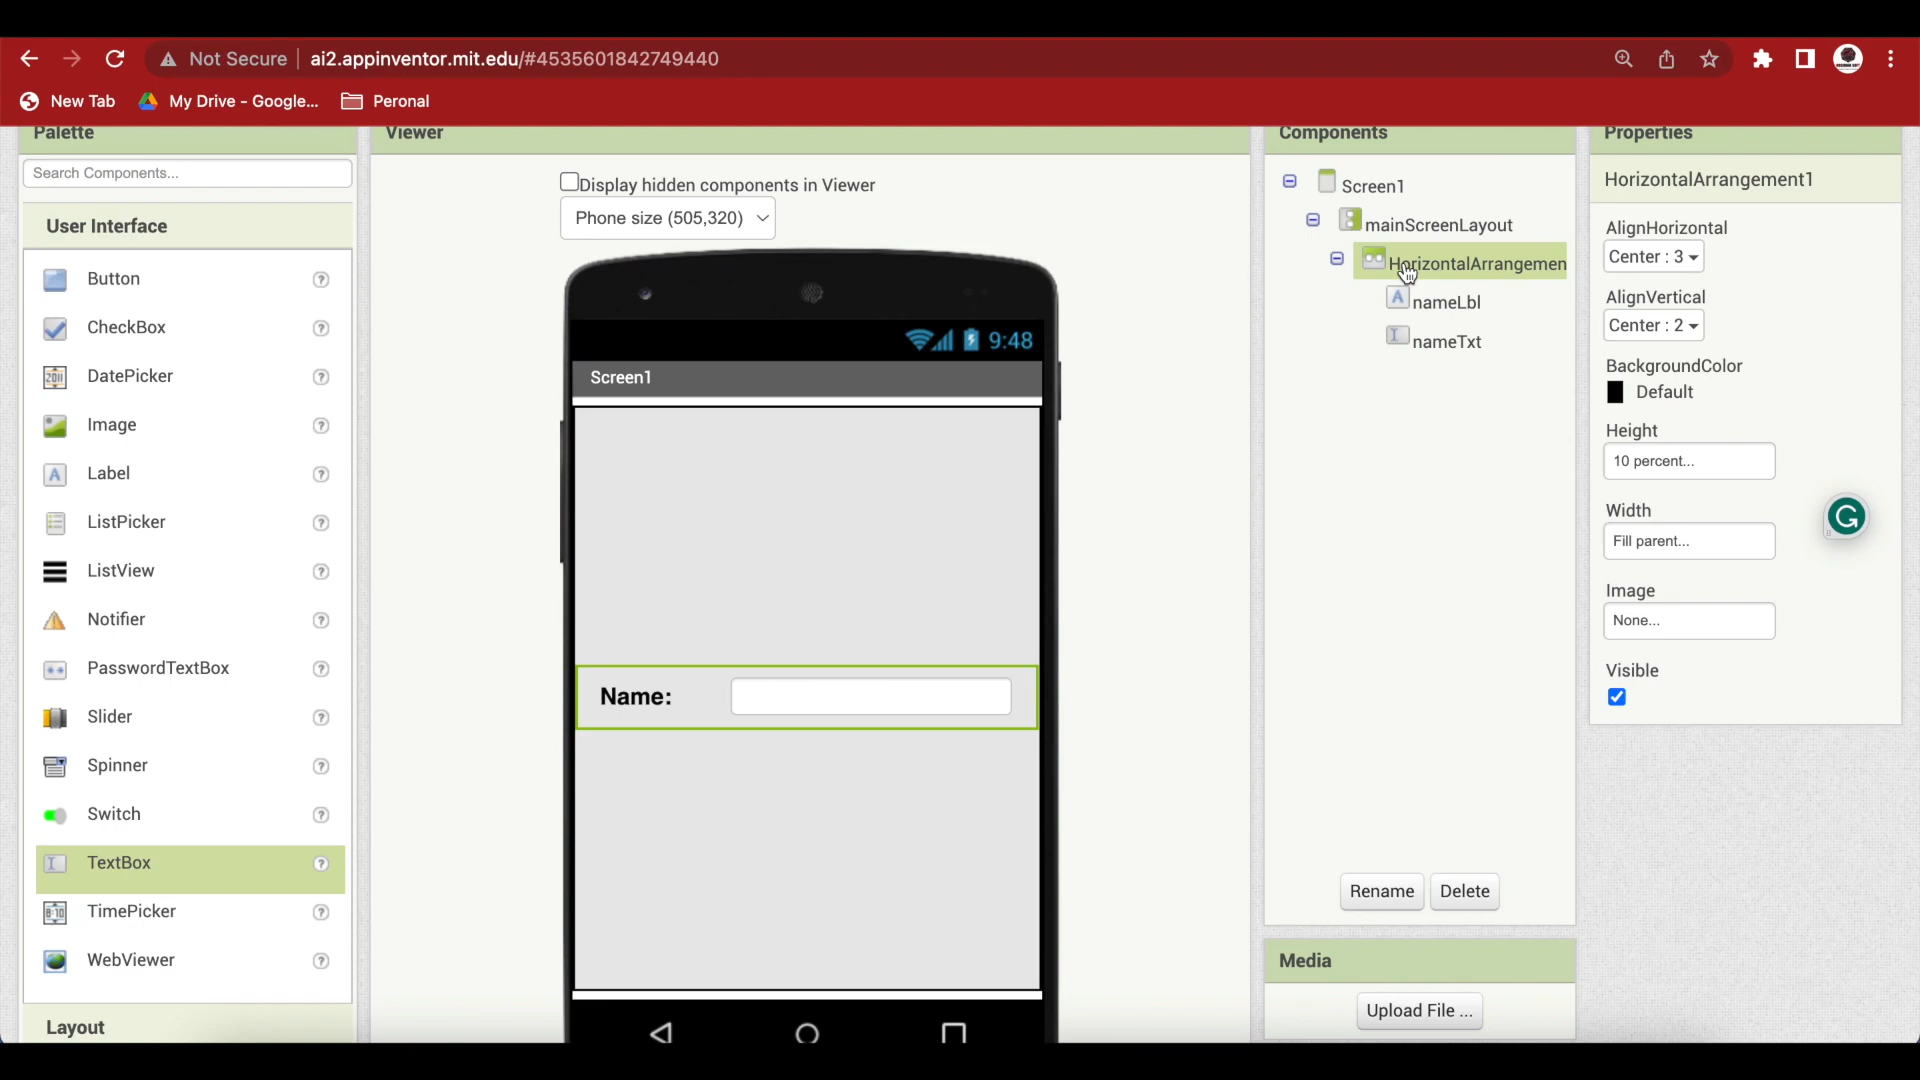 Not Secure | ai2.appinventor.mit.edu/#4535601842749440
New Tab My Drive - Google... Peronal
Palette
Search Components...
User Interface
Button ?
CheckBox ?
DatePicker ?
Image ?
Label ?
ListPicker ?
ListView ?
Notifier ?
PasswordTextBox ?
Slider ?
Spinner ?
Switch ?
TextBox ?
TimePicker ?
WebViewer ?
Layout
Viewer
Display hidden components in Viewer
Phone size (505,320)
9:48
Screen1
Name:
Components
Screen1
mainScreenLayout
HorizontalArrangemen
nameLbl
nameTxt
Rename Delete
Media
Upload File ...
Properties
HorizontalArrangement1
AlignHorizontal
Center : 3
AlignVertical
Center : 2
BackgroundColor
Default
Height
10 percent...
Width
Fill parent...
Image
None...
Visible